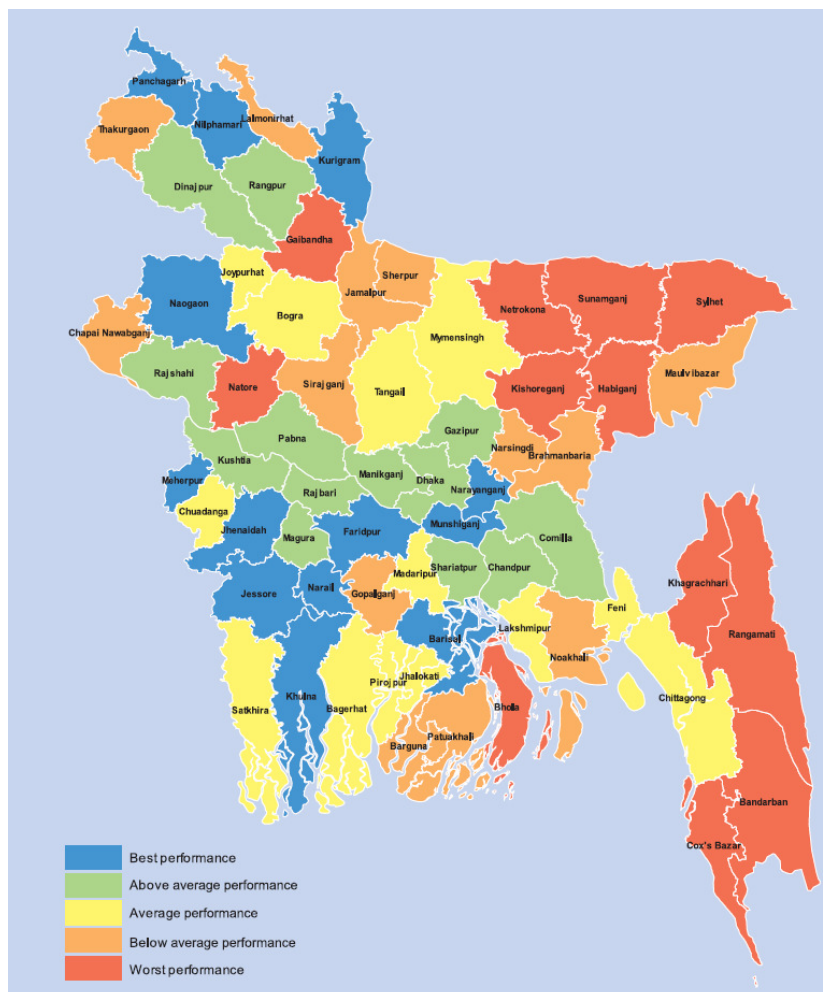 Panchagarh
Nilphamari
Lalmonirhat
Thakurgaon
Kurigram
Dinajpur
Rangpur
Gaibandha
Joypurhat
Sherpur
Jamalpur
Netrokona
Sunamganj
Sylhet
Naogaon
Bogra
Chapai Nawabganj
Mymensingh
Rajshahi
Natore
Sirajganj
Tangail
Kishoreganj
Habiganj
Maulvibazar
Pabna
Gazipur
Narsingdi
Brahmanbaria
Kushtia
Manikganj
Dhaka
Meherpur
Rajbari
Narayanganj
Chuadanga
Jhenaidah
Magura
Faridpur
Munshiganj
Comilla
Shariatpur
Chandpur
Madaripur
Jessore
Narail
Gopalganj
Khagrachhari
Barisal
Lakshmipur
Feni
Rangamati
Noakhali
Jhalokati
Pirojpur
Satkhira
Khulna
Bagerhat
Bhola
Chittagong
Patuakhali
Barguna
Bandarban
Cox's Bazar
Best performance
Above average performance
Average performance
Below average performance
Worst performance